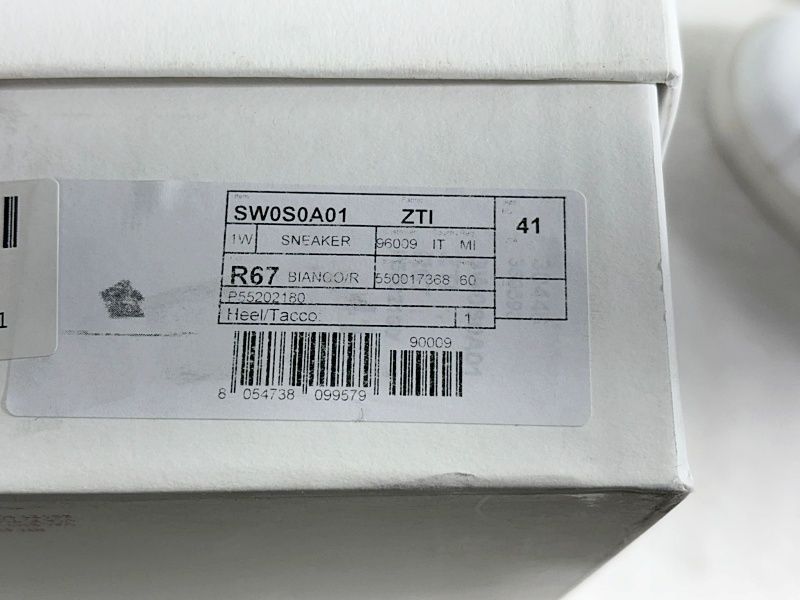 SW0S0A01 ZTI 41
1W SNEAKER 96009 IT MI
R67 BIANCO/R 550017368 60
P55202180
Heel/Tacco: 1
90009
8 054738 099579
1